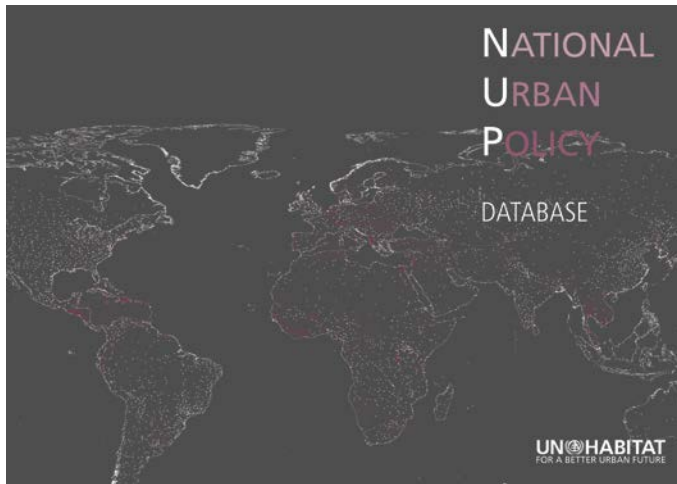 NATIONAL
URBAN
POLICY
DATABASE
UN HABITAT
FOR A BETTER URBAN FUTURE